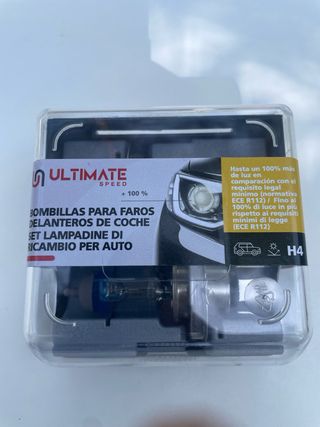 ULTIMATE
SPEED
+ 100 %
BOMBILLAS PARA FAROS
DELANTEROS DE COCHE
SET LAMPADINE DI
RICAMBIO PER AUTO
Hasta un 100% más
de luz en
comparación con el
requisito legal
mínimo (normativa
ECE R112) / Fino al
100% di luce in più
rispetto ai requisiti
minimi di legge
(ECE R112)
H4